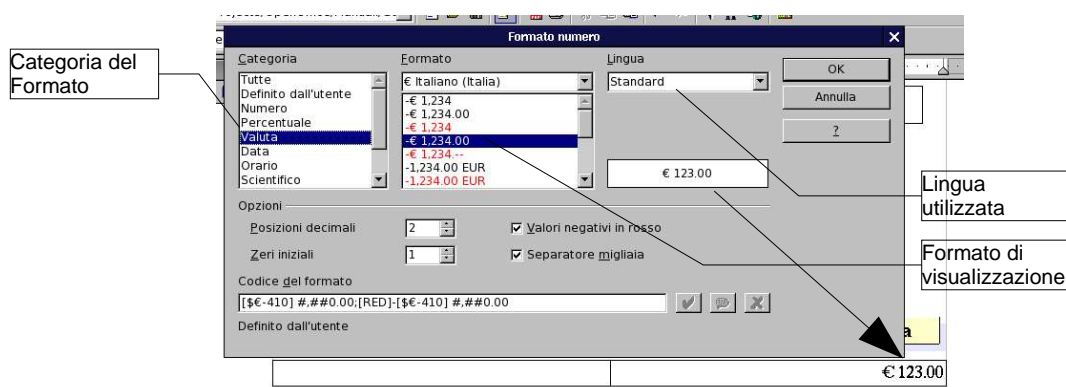 Formato numero
Categoria del
Formato
Categoria
Formato
Lingua
Tutte
Definito dall'utente
Numero
Percentuale
Valuta
Data
Orario
Scientifico
€ Italiano (Italia)
-€ 1,234
-€ 1,234.00
-€ 1,234
-€ 1,234.00
-€ 1,234.--
-1,234.00 EUR
-1,234.00 EUR
Standard
€ 123.00
OK
Annulla
?
Lingua
utilizzata
Opzioni
Posizioni decimali
2
Valori negativi in rosso
Zeri iniziali
1
Separatore migliaia
Formato di
visualizzazione
Codice del formato
[$€-410] #,##0.00;[RED]-[$€-410] #,##0.00
Definito dall'utente
a
€ 123.00